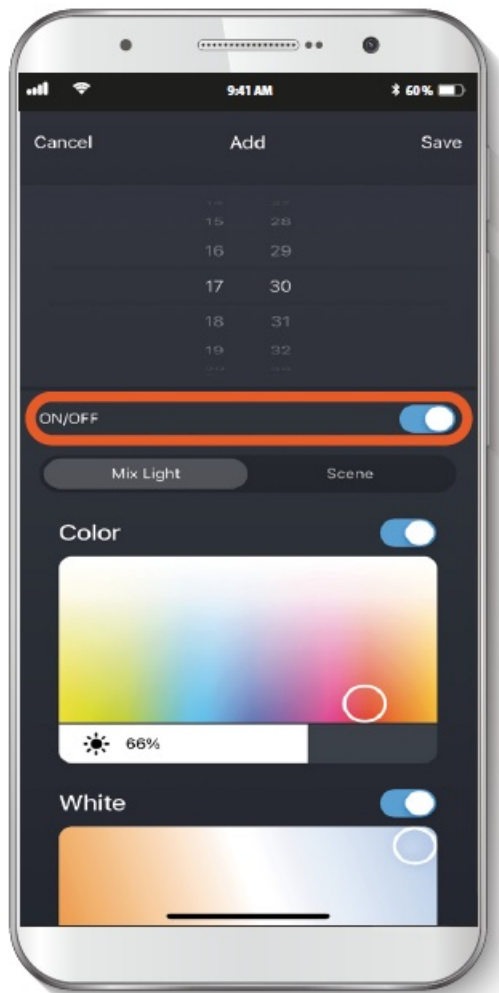 9:41 AM 60%
Cancel Add Save
15 28
16 29
17 30
18 31
19 32
ON/OFF
Mix Light Scene
Color
66%
White